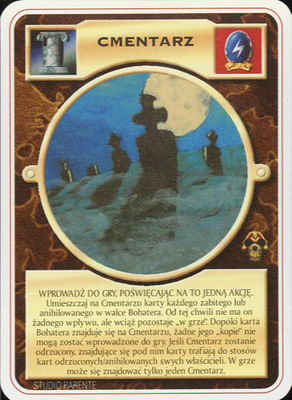 CMENTARZ
WPROWADŹ DO GRY, POŚWIĘCAJĄC NA TO JEDNĄ AKCJĘ.
Umieszczaj na Cmentarzu karty każdego zabitego lub
anihilowanego w walce Bohatera. Od tej chwili nie ma on
żadnego wpływu, ale wciąż pozostaje „w grze”. Dopóki karta
Bohatera znajduje się na Cmentarzu, żadne jego „kopie” nie
mogą zostać wprowadzone do gry. Jeśli Cmentarz zostanie
odrzucony, znajdujące się pod nim karty trafiają do stosów
kart odrzuconych/anihilowanych swych właścicieli. W grze
może się znajdować tylko jeden Cmentarz.
STUDIO PARENTE